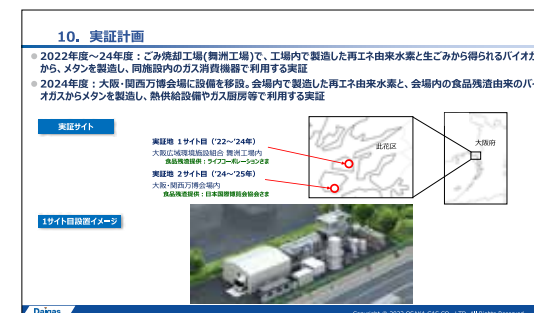 10. 実証計画
2022年度～24年度：ごみ焼却工場(舞洲工場)で、工場内で製造した再エネ由来水素と生ごみから得られるバイオガ
から、メタンを製造し、同施設内のガス消費機器で利用する実証
2024年度：大阪・関西万博会場に設備を移設。会場内で製造した再エネ由来水素と、会場内の食品残渣由来のバー
オガスからメタンを製造し、熱供給設備やガス厨房等で利用する実証
実証サイト
実証地 1サイト目（'22～'24年）
大阪広域環境施設組合 舞洲工場内
食品残渣提供：ライフコーポレーションさま
実証地 2サイト目（'24～'25年）
大阪・関西万博会場内
食品残渣提供：日本国際博覧会協会さま
此花区
大阪府
1サイト目設置イメージ
Daigas
Copyright © 2022 OSAKA GAS CO., LTD. All Rights Reserved.